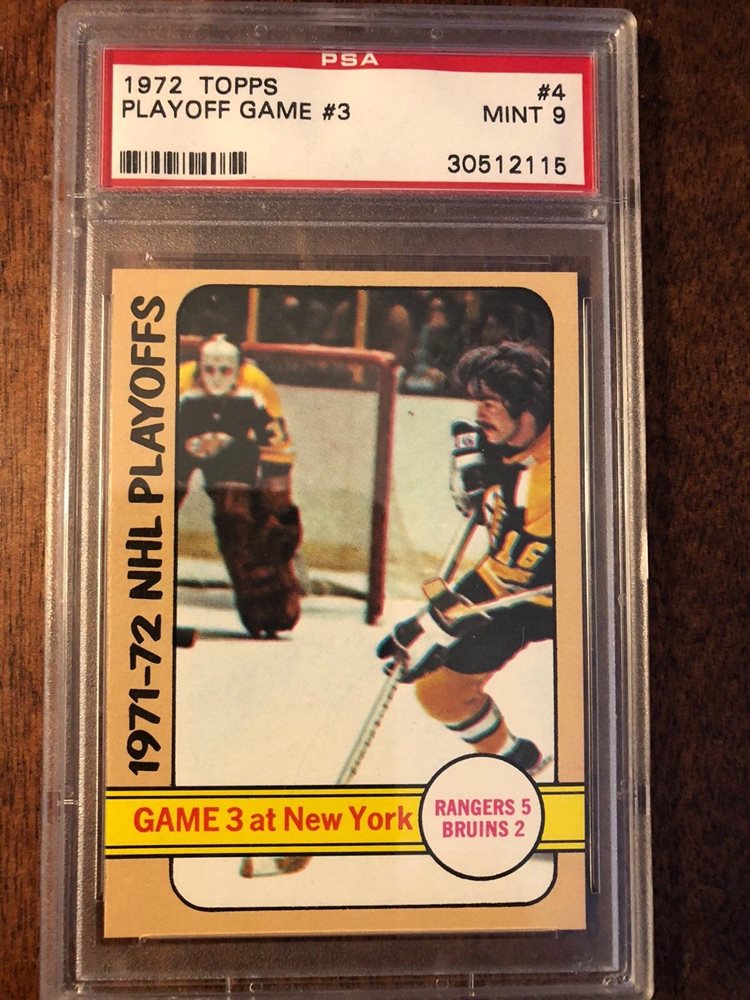 PSA
1972 TOPPS #4
PLAYOFF GAME #3 MINT 9
30512115
1971-72 NHL PLAYOFFS
16
GAME 3 at New York
RANGERS 5
BRUINS 2